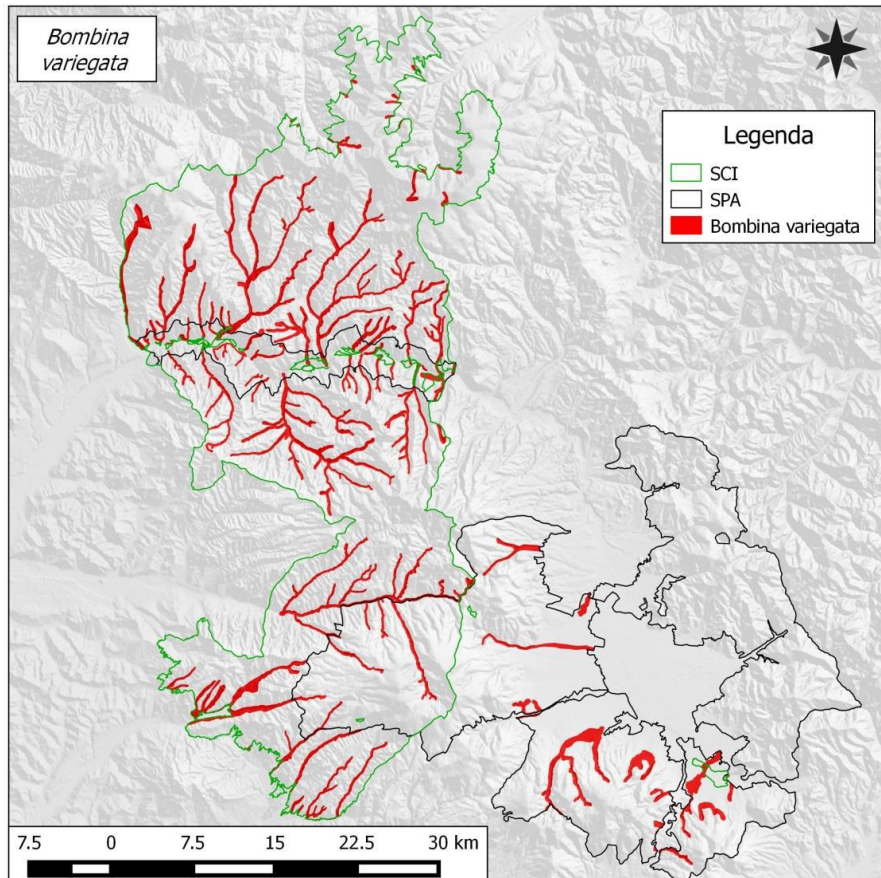 Bombina
variegata
Legenda
SCI
SPA
Bombina variegata
7.5 0 7.5 15 22.5 30 km